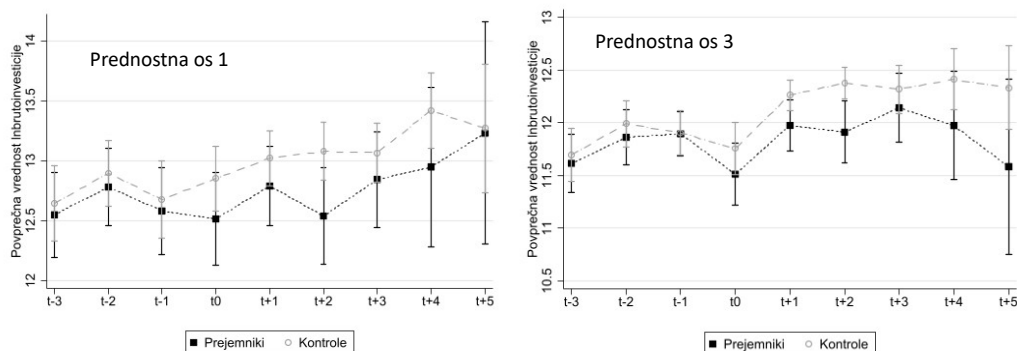 Prednostna os 1
Povprečna vrednost lnbrutoinvesticije
14
13.5
13
12.5
12
t-3 t-2 t-1 t0 t+1 t+2 t+3 t+4 t+5
Prejemniki Kontrole
Prednostna os 3
Povprečna vrednost lnbrutoinvesticije
13
12.5
12
11.5
11
10.5
t-3 t-2 t-1 t0 t+1 t+2 t+3 t+4 t+5
Prejemniki Kontrole